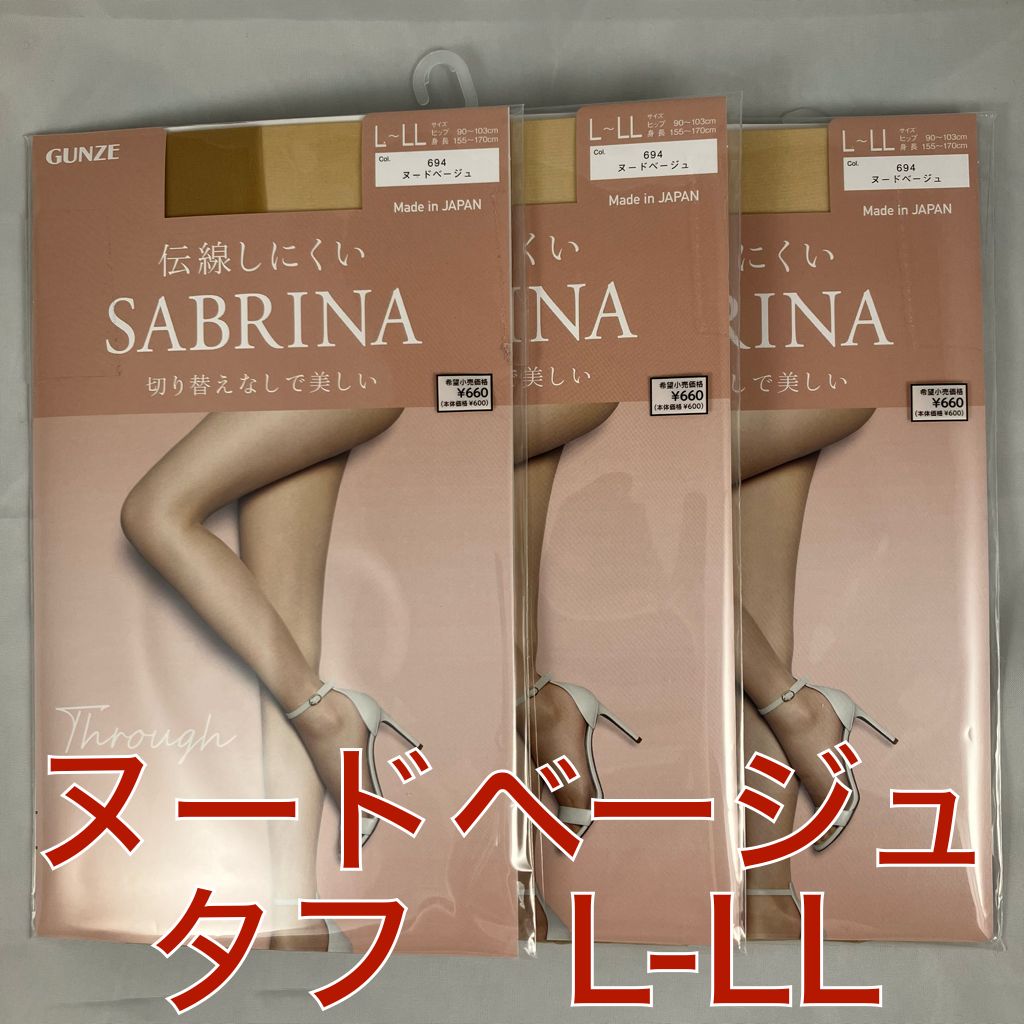 GUNZE
L~LL
サイズ
ヒップ 90~103cm
身長 155~170cm
Col. 694
ヌードベージュ
Made in JAPAN
伝線しにくい
SABRINA
切り替えなしで美しい
希望小売価格
¥660
(本体価格 ¥600)
Through
L~LL
サイズ
ヒップ 90~103cm
身長 155~170cm
Col. 694
ヌードベージュ
Made in JAPAN
くい
INA
美しい
希望小売価格
¥660
(本体価格 ¥600)
L~LL
サイズ
ヒップ 90~103cm
身長 155~170cm
Col. 694
ヌードベージュ
Made in JAPAN
にくい
RINA
しで美しい
希望小売価格
¥660
(本体価格 ¥600)
ヌードベージュ
タフ L-LL